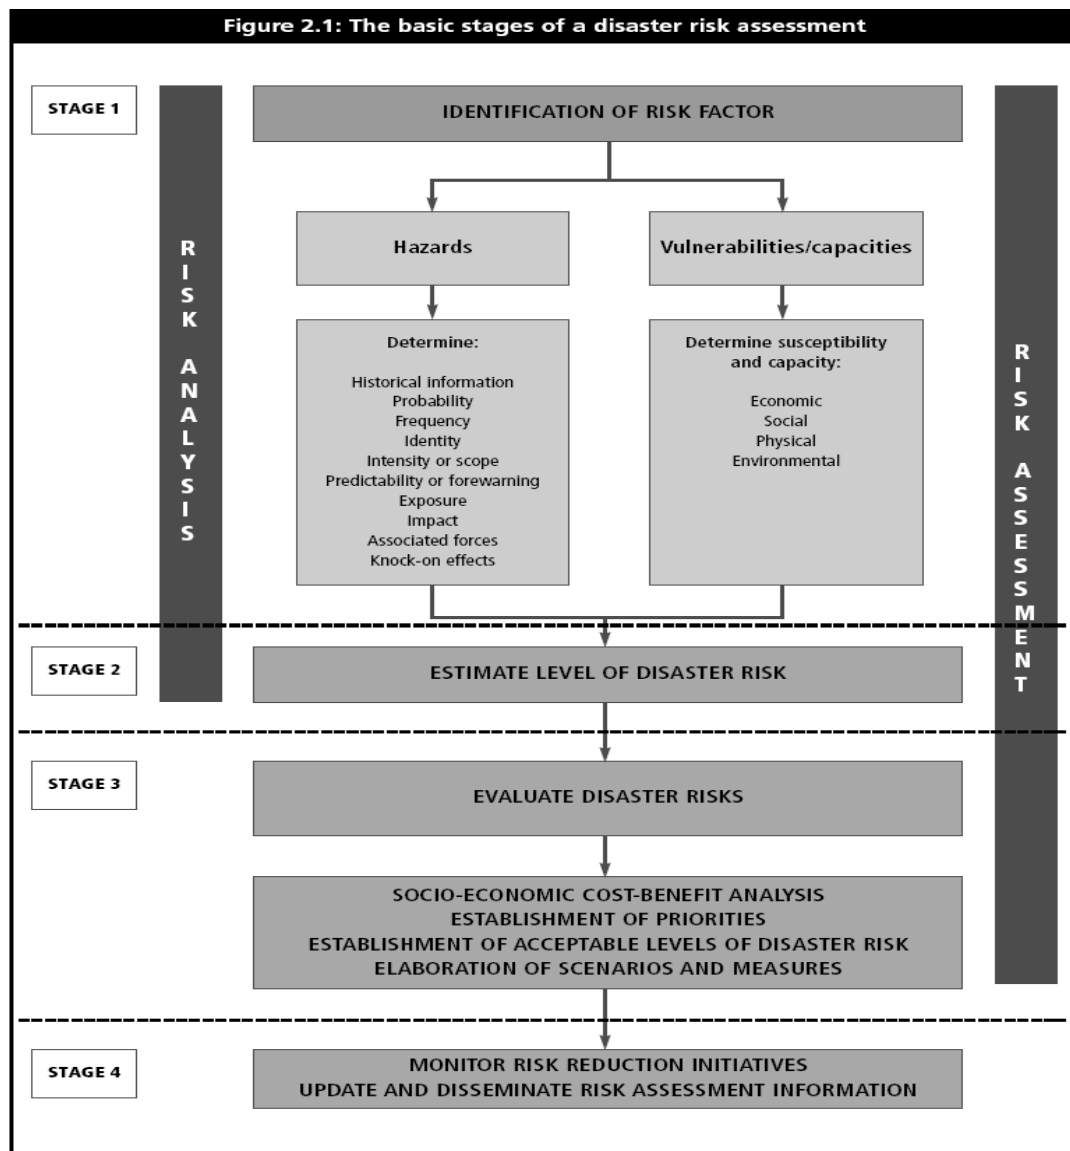 Figure 2.1: The basic stages of a disaster risk assessment
STAGE 1
RISK ANALYSIS
IDENTIFICATION OF RISK FACTOR
Hazards
Vulnerabilities/capacities
Determine:
Historical information
Probability
Frequency
Identity
Intensity or scope
Predictability or forewarning
Exposure
Impact
Associated forces
Knock-on effects
Determine susceptibility
and capacity:
Economic
Social
Physical
Environmental
RISK ASSESSMENT
STAGE 2
ESTIMATE LEVEL OF DISASTER RISK
STAGE 3
EVALUATE DISASTER RISKS
SOCIO-ECONOMIC COST-BENEFIT ANALYSIS
ESTABLISHMENT OF PRIORITIES
ESTABLISHMENT OF ACCEPTABLE LEVELS OF DISASTER RISK
ELABORATION OF SCENARIOS AND MEASURES
STAGE 4
MONITOR RISK REDUCTION INITIATIVES
UPDATE AND DISSEMINATE RISK ASSESSMENT INFORMATION